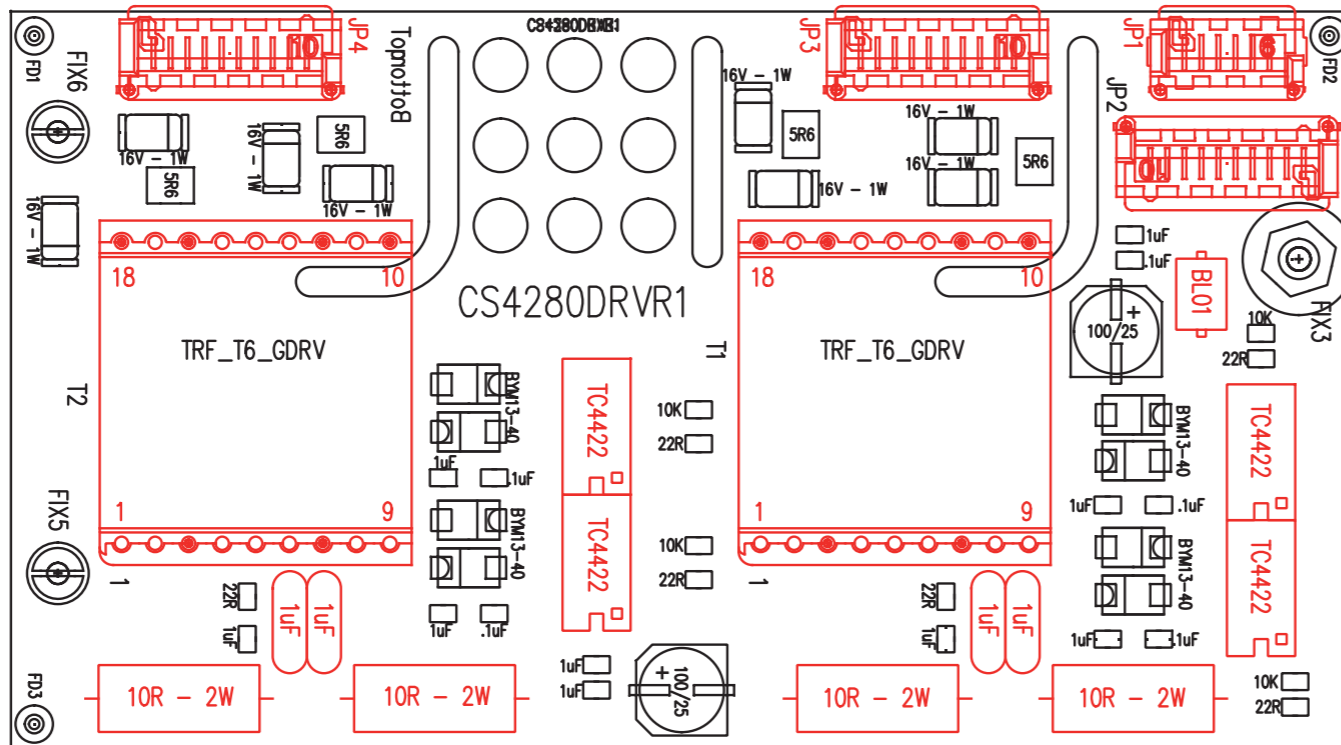 CS4280DRVR1
FD1
FIX6
10
JP4
Bottom
JP3
10
JP1
6
FD2
JP2
10
16V - 1W
5R6
16V - 1W
5R6
16V - 1W
16V - 1W
16V - 1W
5R6
16V - 1W
16V - 1W
16V - 1W
5R6
18
10
TRF_T6_GDRV
T2
1
9
1
CS4280DRVR1
T1
18
10
TRF_T6_GDRV
1
9
1
.1uF
.1uF
BL01
100/25
+
FIX3
10K
22R
BYM13-40
1uF
.1uF
BYM13-40
1uF
.1uF
TC4422
TC4422
10K
22R
10K
22R
BYM13-40
1uF
.1uF
BYM13-40
1uF
.1uF
TC4422
TC4422
FIX5
22R
1uF
1uF
1uF
22R
1uF
1uF
1uF
FD3
10R - 2W
10R - 2W
1uF
1uF
+
100/25
10R - 2W
10R - 2W
10K
22R